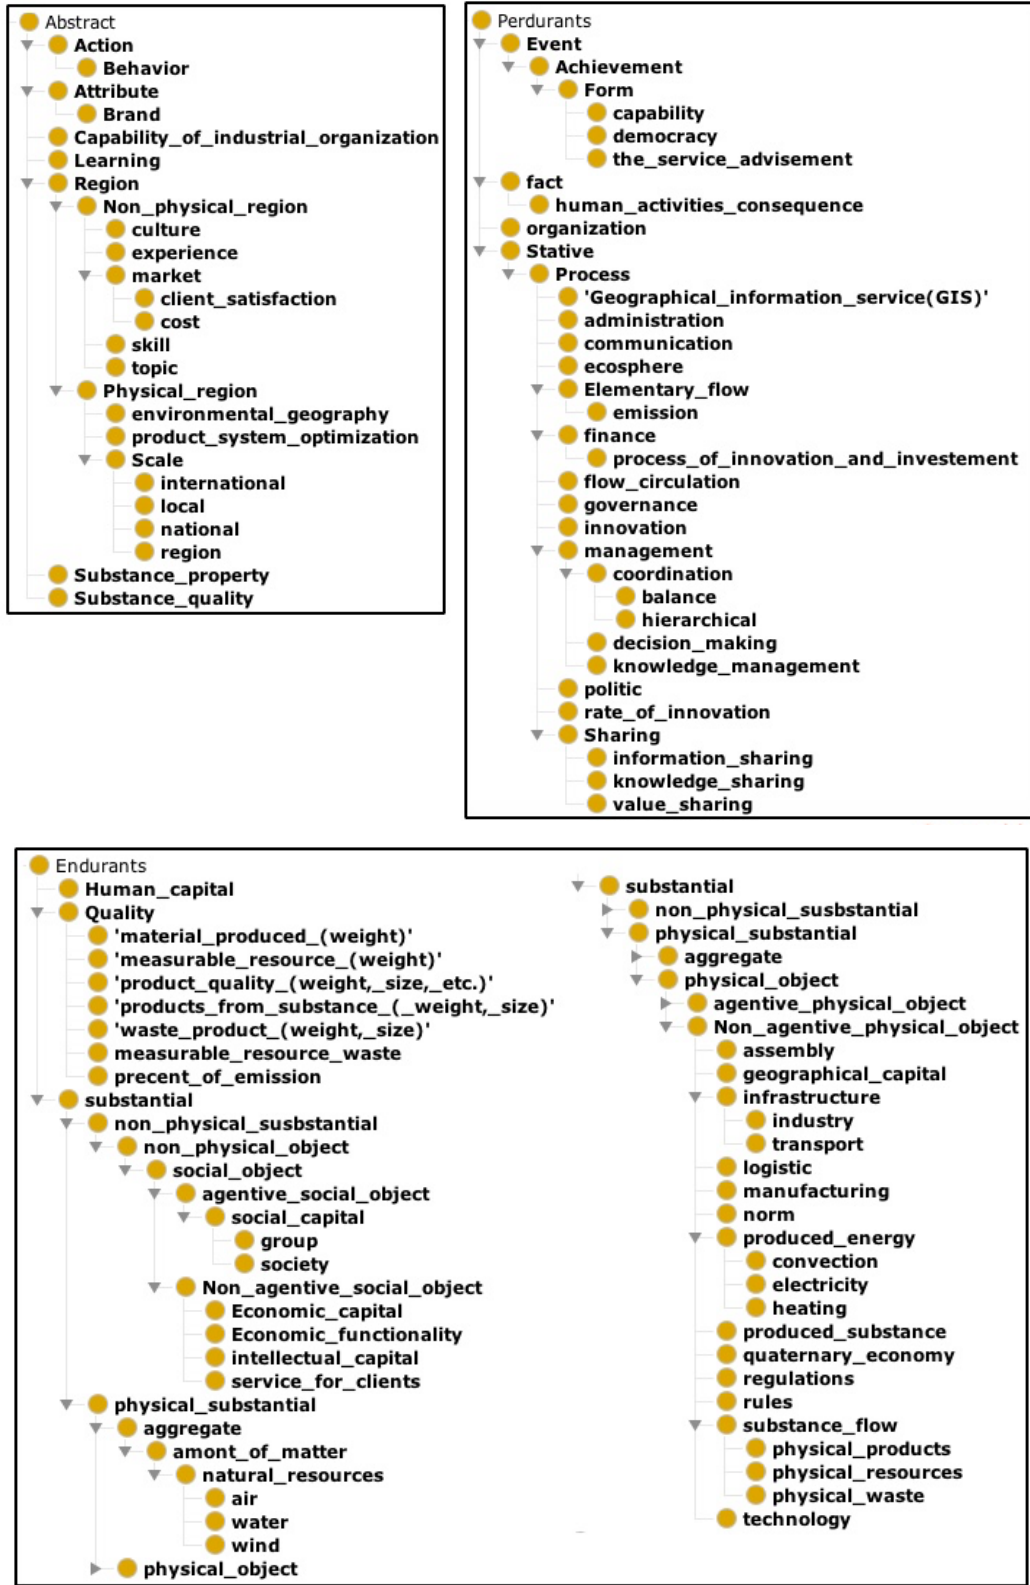 Abstract
Action
Behavior
Attribute
Brand
Capability_of_industrial_organization
Learning
Region
Non_physical_region
culture
experience
market
client_satisfaction
cost
skill
topic
Physical_region
environmental_geography
product_system_optimization
Scale
international
local
national
region
Substance_property
Substance_quality
Perdurants
Event
Achievement
Form
capability
democracy
the_service_advisement
fact
human_activities_consequence
organization
Stative
Process
'Geographical_information_service(GIS)'
administration
communication
ecosphere
Elementary_flow
emission
finance
process_of_innovation_and_investement
flow_circulation
governance
innovation
management
coordination
balance
hierarchical
decision_making
knowledge_management
politic
rate_of_innovation
Sharing
information_sharing
knowledge_sharing
value_sharing
Endurants
Human_capital
Quality
'material_produced_(weight)'
'measurable_resource_(weight)'
'product_quality_(weight,_size,_etc.)'
'products_from_substance_(_weight,_size)'
'waste_product_(weight,_size)'
measurable_resource_waste
precent_of_emission
substantial
non_physical_susbstantial
non_physical_object
social_object
agentive_social_object
social_capital
group
society
Non_agentive_social_object
Economic_capital
Economic_functionality
intellectual_capital
service_for_clients
physical_substantial
aggregate
amont_of_matter
natural_resources
air
water
wind
physical_object
substantial
non_physical_susbstantial
physical_substantial
aggregate
physical_object
agentive_physical_object
Non_agentive_physical_object
assembly
geographical_capital
infrastructure
industry
transport
logistic
manufacturing
norm
produced_energy
convection
electricity
heating
produced_substance
quaternary_economy
regulations
rules
substance_flow
physical_products
physical_resources
physical_waste
technology